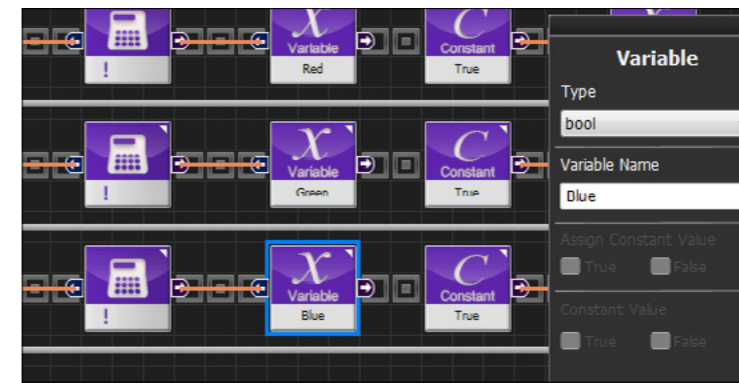 Variable
Red
Constant
True
!
Variable
Green
Constant
True
!
Variable
Blue
Constant
True
!
Variable
Type
bool
Variable Name
Blue
Assign Constant Value
True False
Constant Value
True False